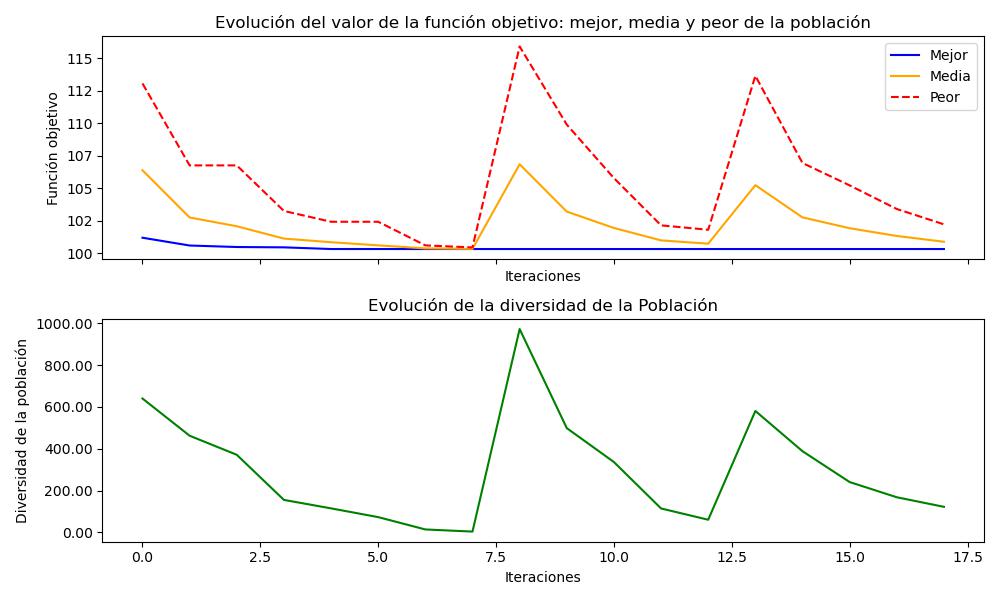 Evolución del valor de la función objetivo: mejor, media y peor de la población
Función objetivo
115
112
110
107
105
102
100
Mejor
Media
Peor
Iteraciones
Evolución de la diversidad de la Población
Diversidad de la población
1000.00
800.00
600.00
400.00
200.00
0.00
0.0 2.5 5.0 7.5 10.0 12.5 15.0 17.5
Iteraciones